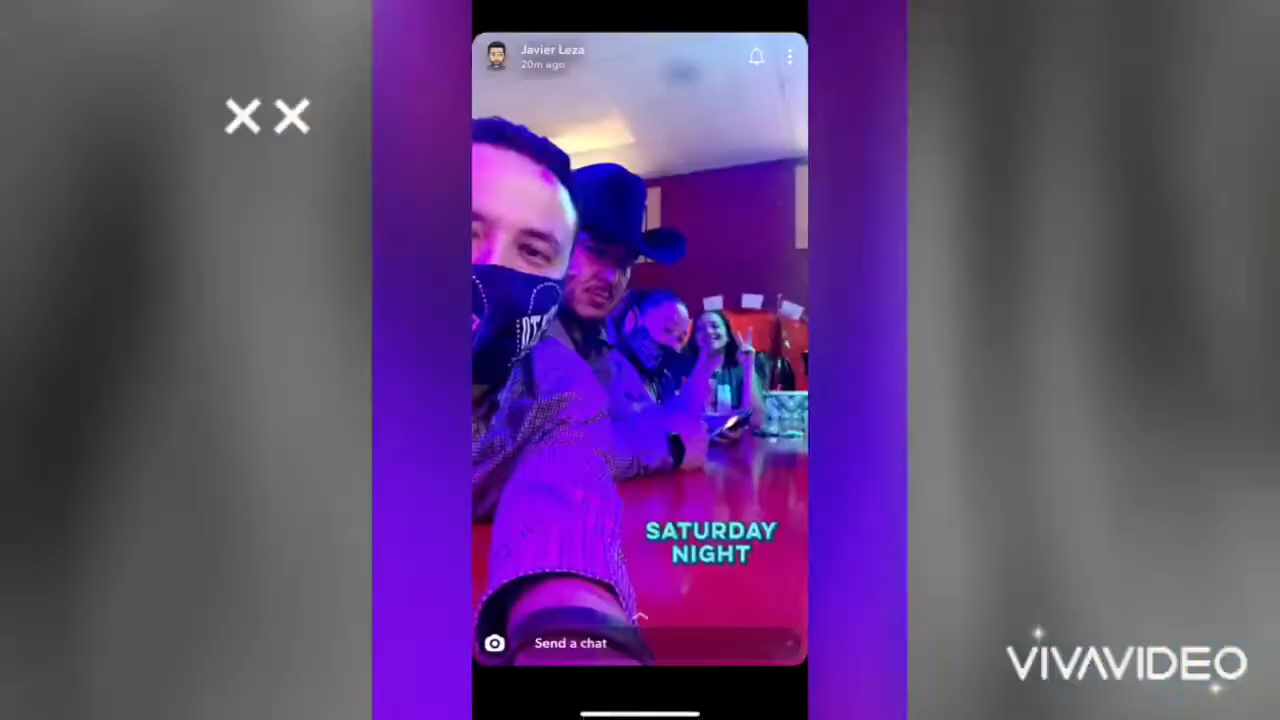 Javier Leza
20m ago
SATURDAY
NIGHT
Send a chat
VIVAVIDEO